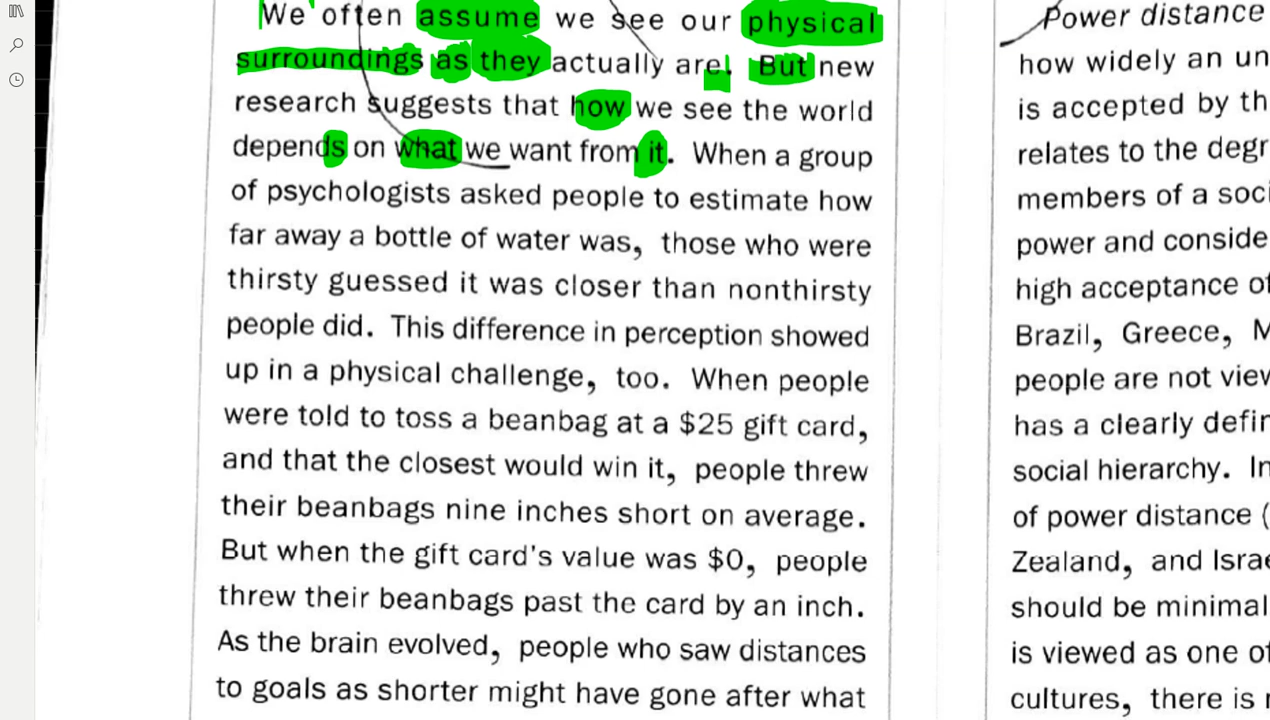 We often assume we see our physical
surroundings as they actually are. But new
research suggests that how we see the world
depends on what we want from it. When a group
of psychologists asked people to estimate how
far away a bottle of water was, those who were
thirsty guessed it was closer than nonthirsty
people did. This difference in perception showed
up in a physical challenge, too. When people
were told to toss a beanbag at a $25 gift card,
and that the closest would win it, people threw
their beanbags nine inches short on average.
But when the gift card's value was $0, people
threw their beanbags past the card by an inch.
As the brain evolved, people who saw distances
to goals as shorter might have gone after what
Power distance
how widely an un
is accepted by th
relates to the degr
members of a soci
power and conside
high acceptance of
Brazil, Greece, M
people are not view
has a clearly defin
social hierarchy. In
of power distance (
Zealand, and Israe
should be minimal
is viewed as one of
cultures, there is r